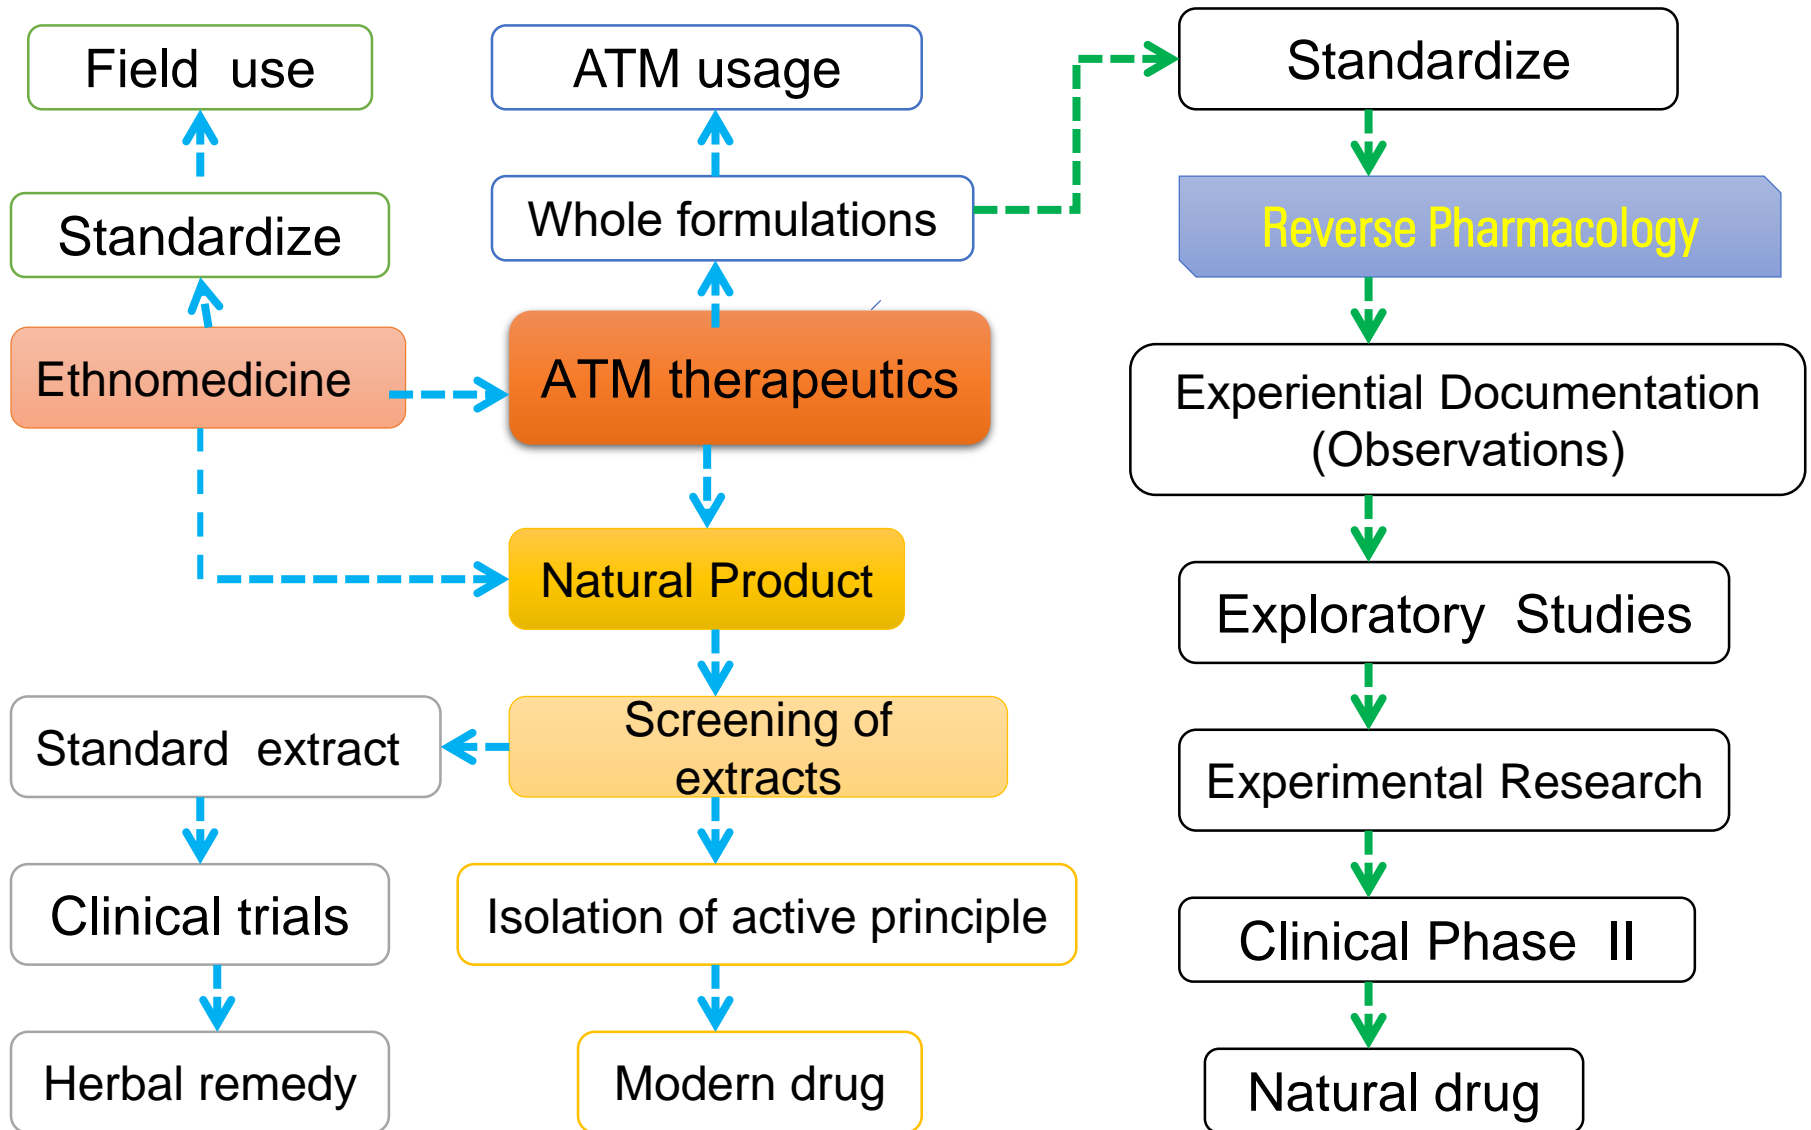 Field use
Standardize
Ethnomedicine
ATM usage
Whole formulations
ATM therapeutics
Natural Product
Screening of
extracts
Standard extract
Clinical trials
Herbal remedy
Isolation of active principle
Modern drug
Standardize
Reverse Pharmacology
Experiential Documentation
(Observations)
Exploratory Studies
Experimental Research
Clinical Phase II
Natural drug